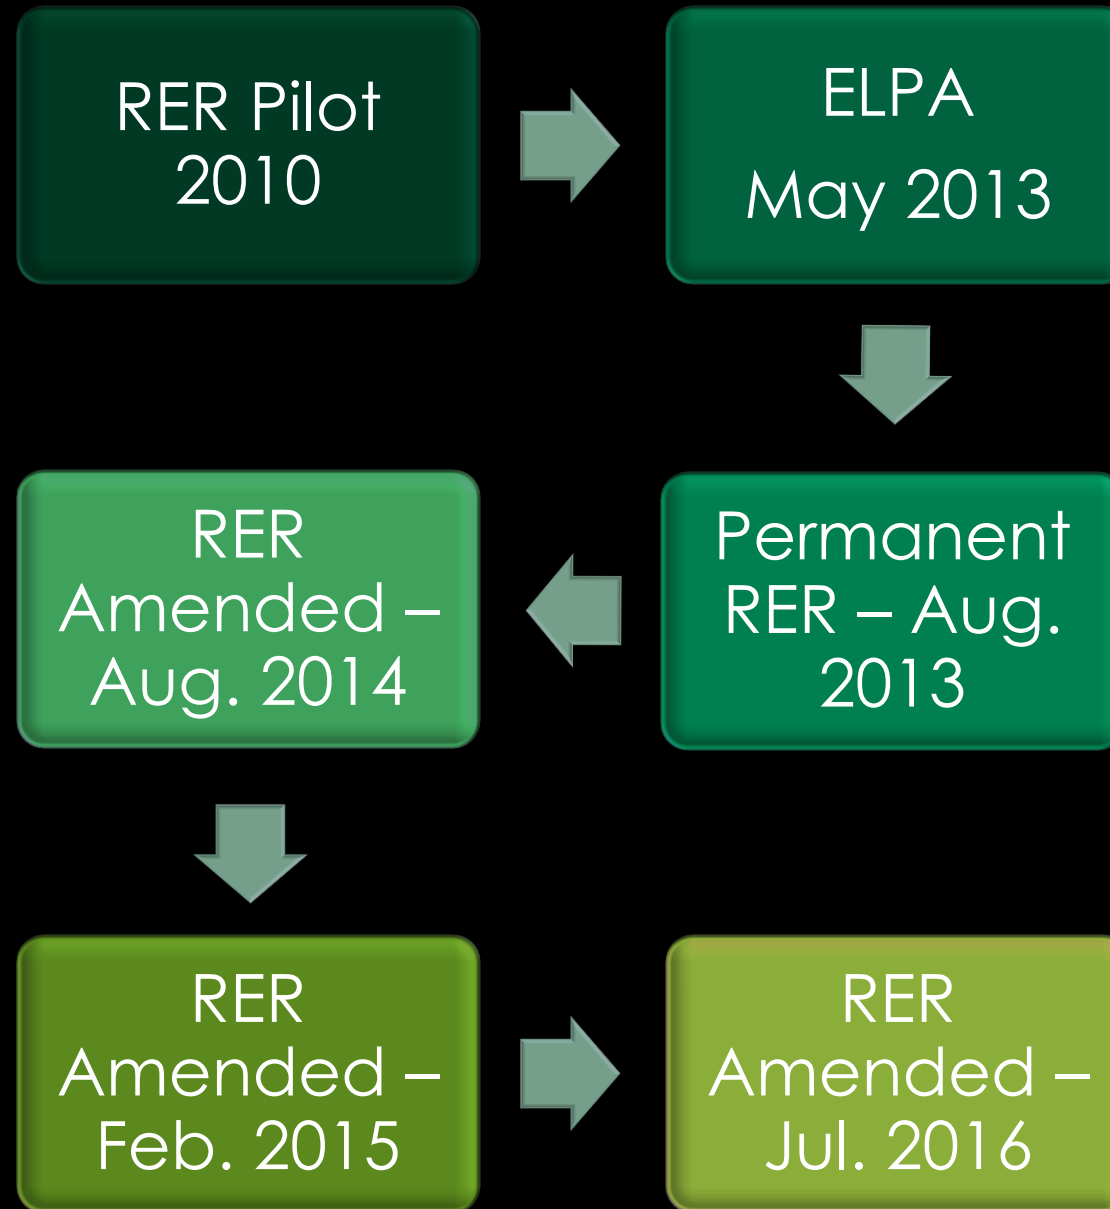 RER Pilot
2010
ELPA
May 2013
Permanent
RER – Aug.
2013
RER
Amended –
Aug. 2014
RER
Amended –
Feb. 2015
RER
Amended –
Jul. 2016